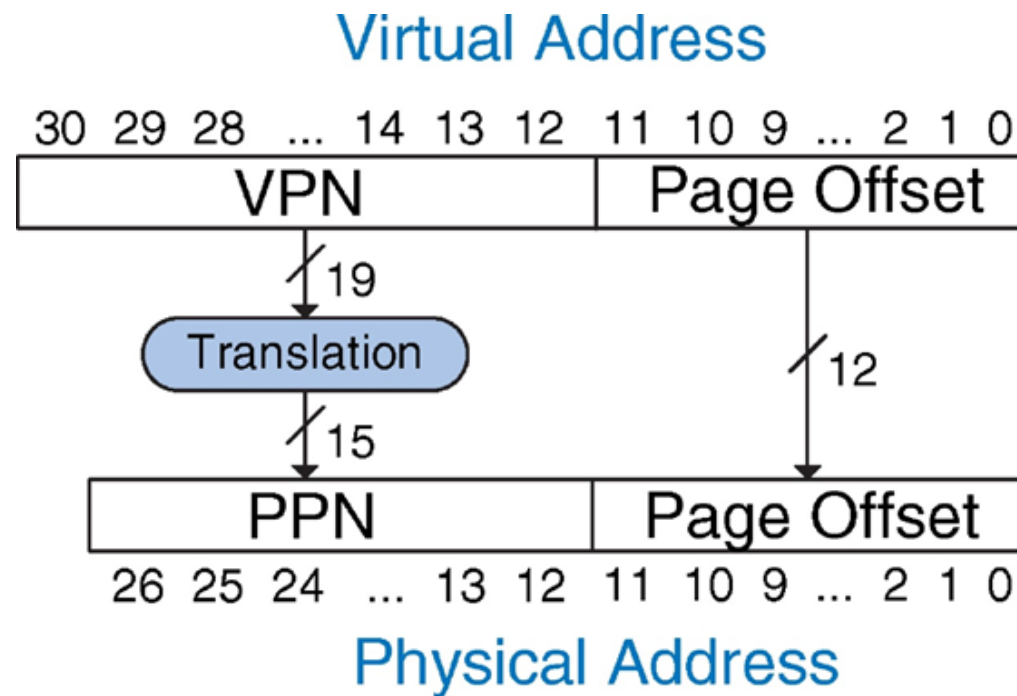 Virtual Address
30 29 28 ... 14 13 12 11 10 9 ... 2 1 0
VPN Page Offset
19
Translation
12
15
PPN Page Offset
26 25 24 ... 13 12 11 10 9 ... 2 1 0
Physical Address